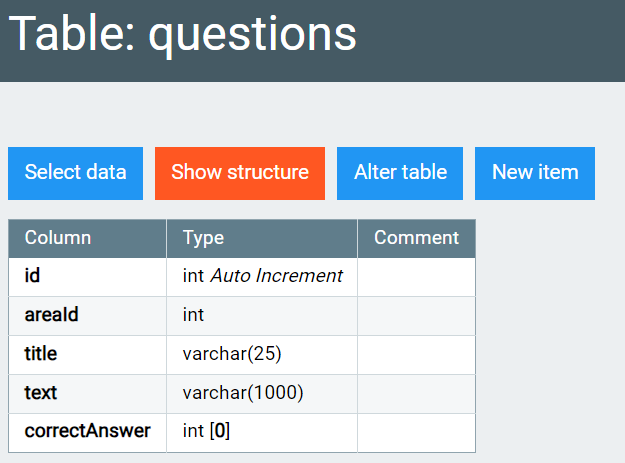 Table: questions
Select data Show structure Alter table New item
Column Type Comment
id int Auto Increment
areaId int
title varchar(25)
text varchar(1000)
correctAnswer int [0]